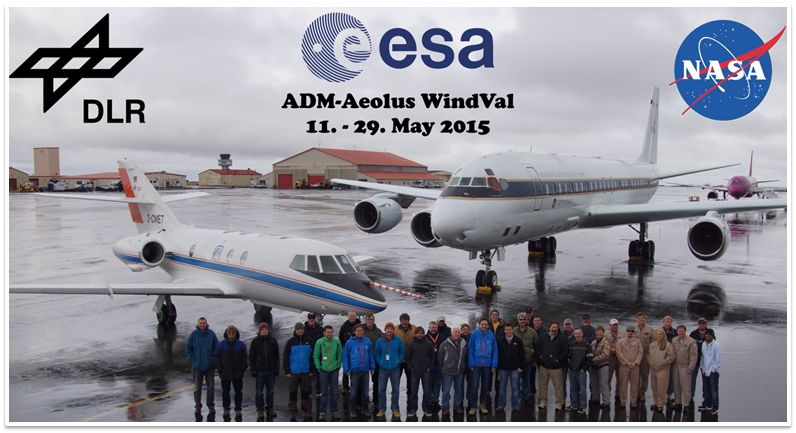 DLR
esa
NASA
ADM-Aeolus WindVal
11. - 29. May 2015
D-CMET